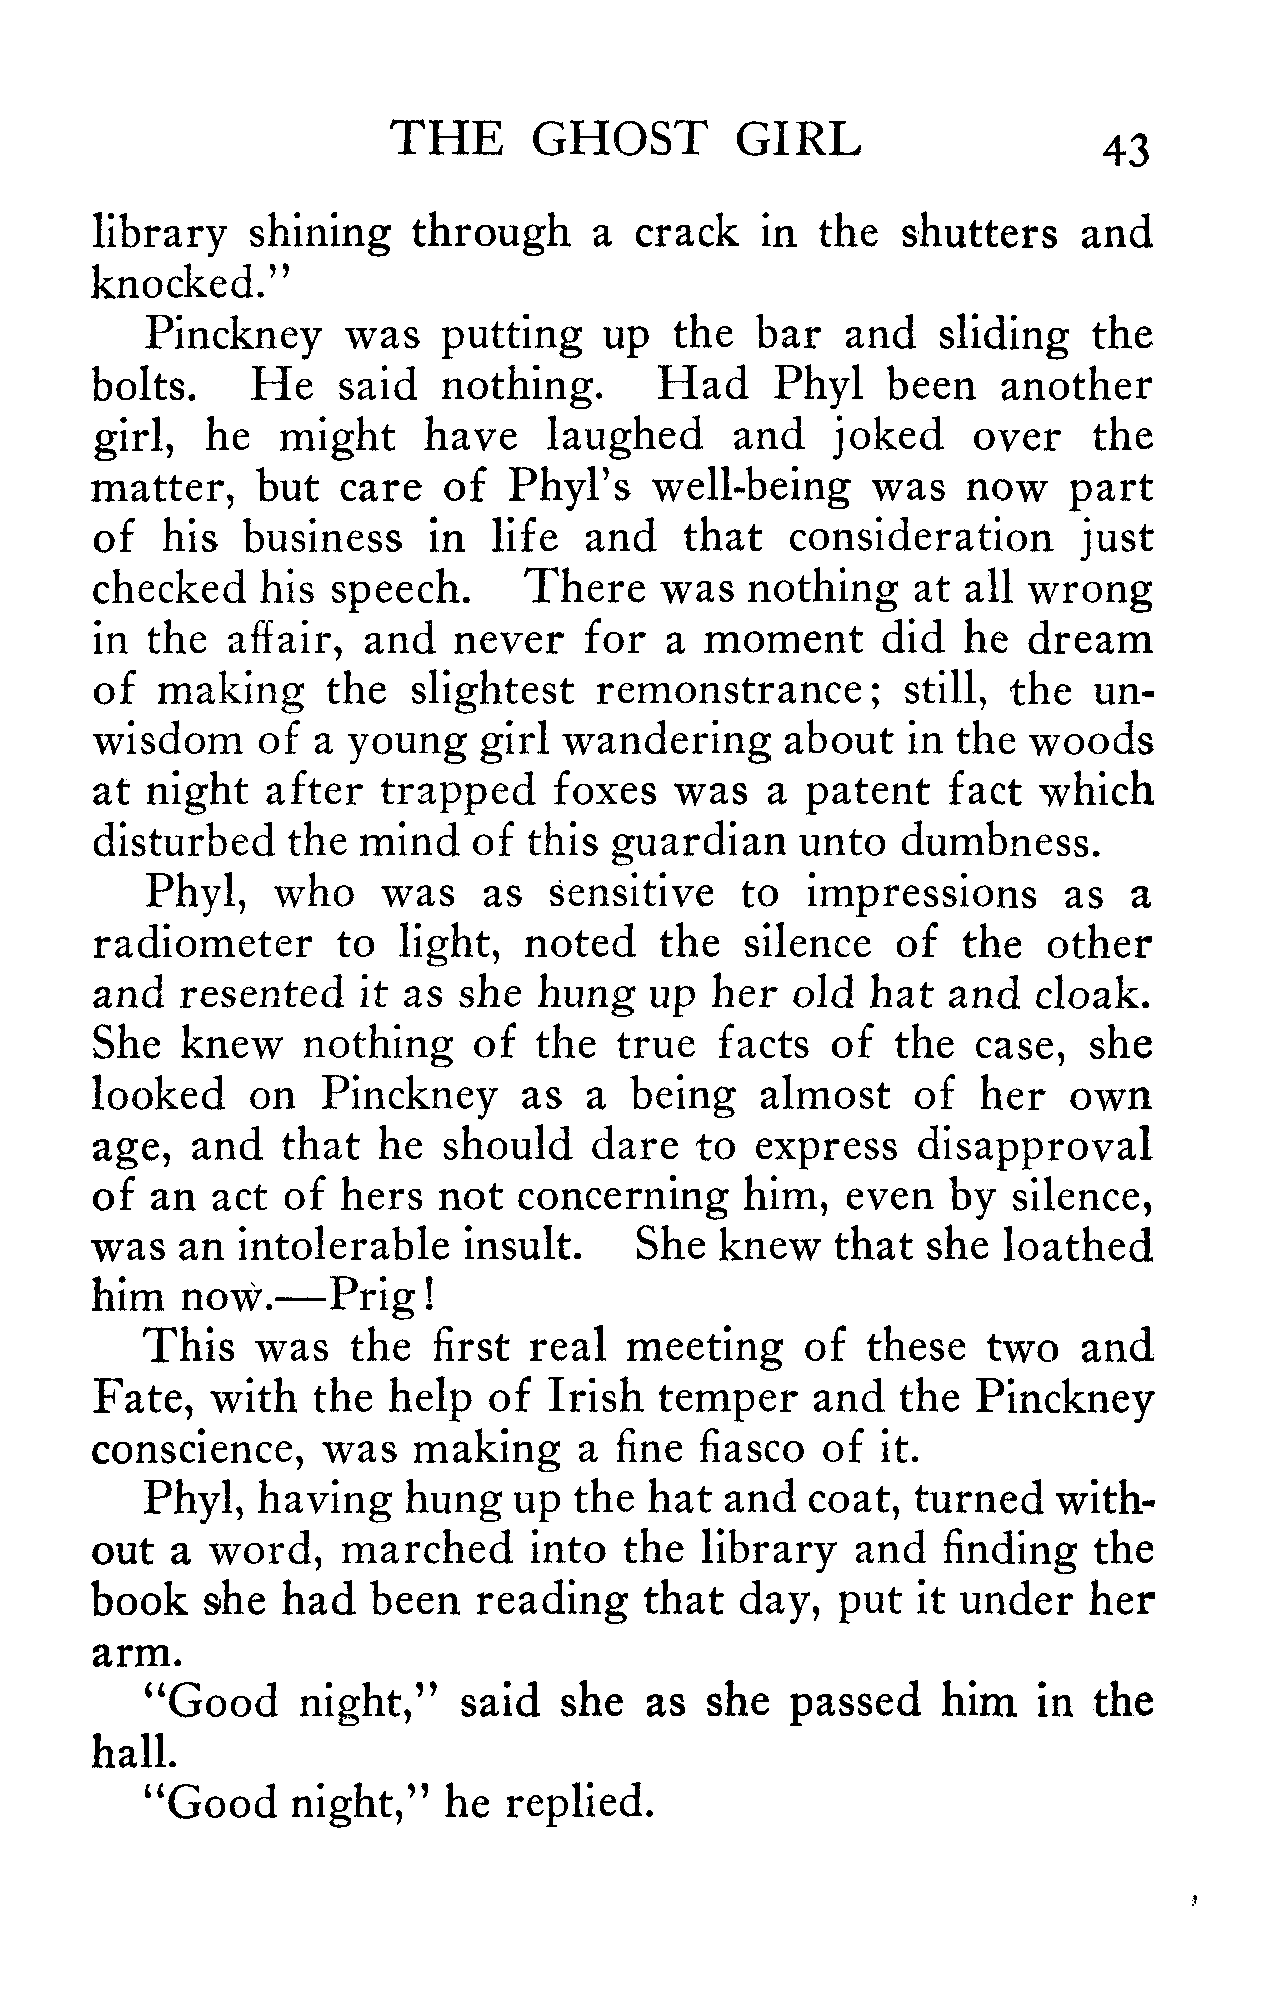 THE GHOST GIRL 43
library shining through a crack in the shutters and
knocked."
Pinckney was putting up the bar and sliding the
bolts. He said nothing. Had Phyl been another
girl, he might have laughed and joked over the
matter, but care of Phyl's well-being was now part
of his business in life and that consideration just
checked his speech. There was nothing at all wrong
in the affair, and never for a moment did he dream
of making the slightest remonstrance; still, the un-
wisdom of a young girl wandering about in the woods
at night after trapped foxes was a patent fact which
disturbed the mind of this guardian unto dumbness.
Phyl, who was as sensitive to impressions as a
radiometer to light, noted the silence of the other
and resented it as she hung up her old hat and cloak.
She knew nothing of the true facts of the case, she
looked on Pinckney as a being almost of her own
age, and that he should dare to express disapproval
of an act of hers not concerning him, even by silence,
was an intolerable insult. She knew that she loathed
him now.—Prig!
This was the first real meeting of these two and
Fate, with the help of Irish temper and the Pinckney
conscience, was making a fine fiasco of it.
Phyl, having hung up the hat and coat, turned with-
out a word, marched into the library and finding the
book she had been reading that day, put it under her
arm.
"Good night," said she as she passed him in the
hall.
"Good night," he replied.